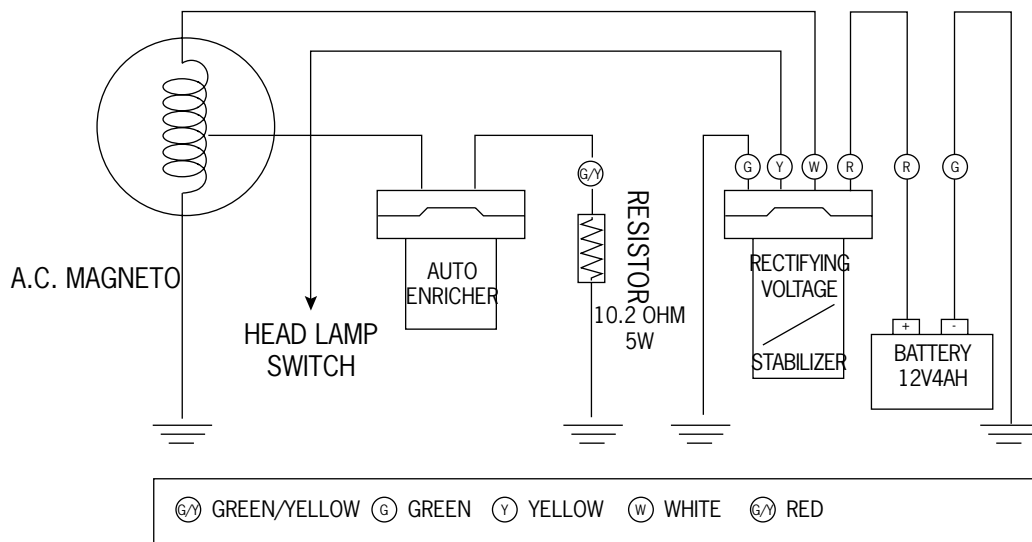 G
Y
W
R
R
G
G/Y
RESISTOR
A.C. MAGNETO
AUTO
ENRICHER
RECTIFYING
VOLTAGE
STABILIZER
10.2 OHM
5W
HEAD LAMP
SWITCH
+
-
BATTERY
12V4AH
G/Y GREEN/YELLOW G GREEN Y YELLOW W WHITE G/Y RED